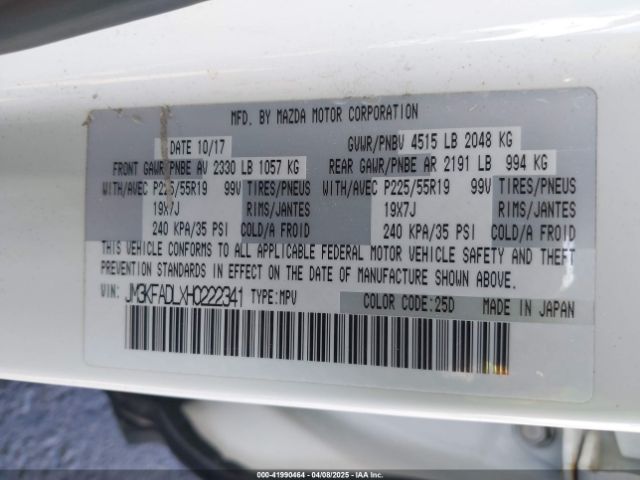 MFD. BY MAZDA MOTOR CORPORATION
DATE 10/17 GVWR/PNBV 4515 LB 2048 KG
FRONT GAWR/PNBE AV 2330 LB 1057 KG REAR GAWR/PNBE AR 2191 LB 994 KG
WITH/AVEC P225/55R19 99V TIRES/PNEUS WITH/AVEC P225/55R19 99V TIRES/PNEUS
19X7J RIMS/JANTES 19X7J RIMS/JANTES
240 KPA/35 PSI COLD/A FROID 240 KPA/35 PSI COLD/A FROID
THIS VEHICLE CONFORMS TO ALL APPLICABLE FEDERAL MOTOR VEHICLE SAFETY AND THEFT
PREVENTION STANDARDS IN EFFECT ON THE DATE OF MANUFACTURE SHOWN ABOVE.
VIN: JM3KFADLXH0222341 TYPE:MPV COLOR CODE:25D MADE IN JAPAN
000-41990464 04/08/2025 - IAA Inc.